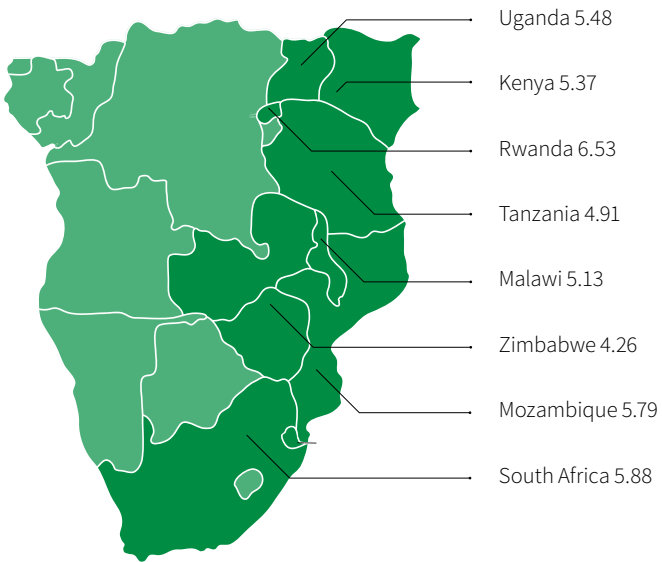 Uganda 5.48
Kenya 5.37
Rwanda 6.53
Tanzania 4.91
Malawi 5.13
Zimbabwe 4.26
Mozambique 5.79
South Africa 5.88